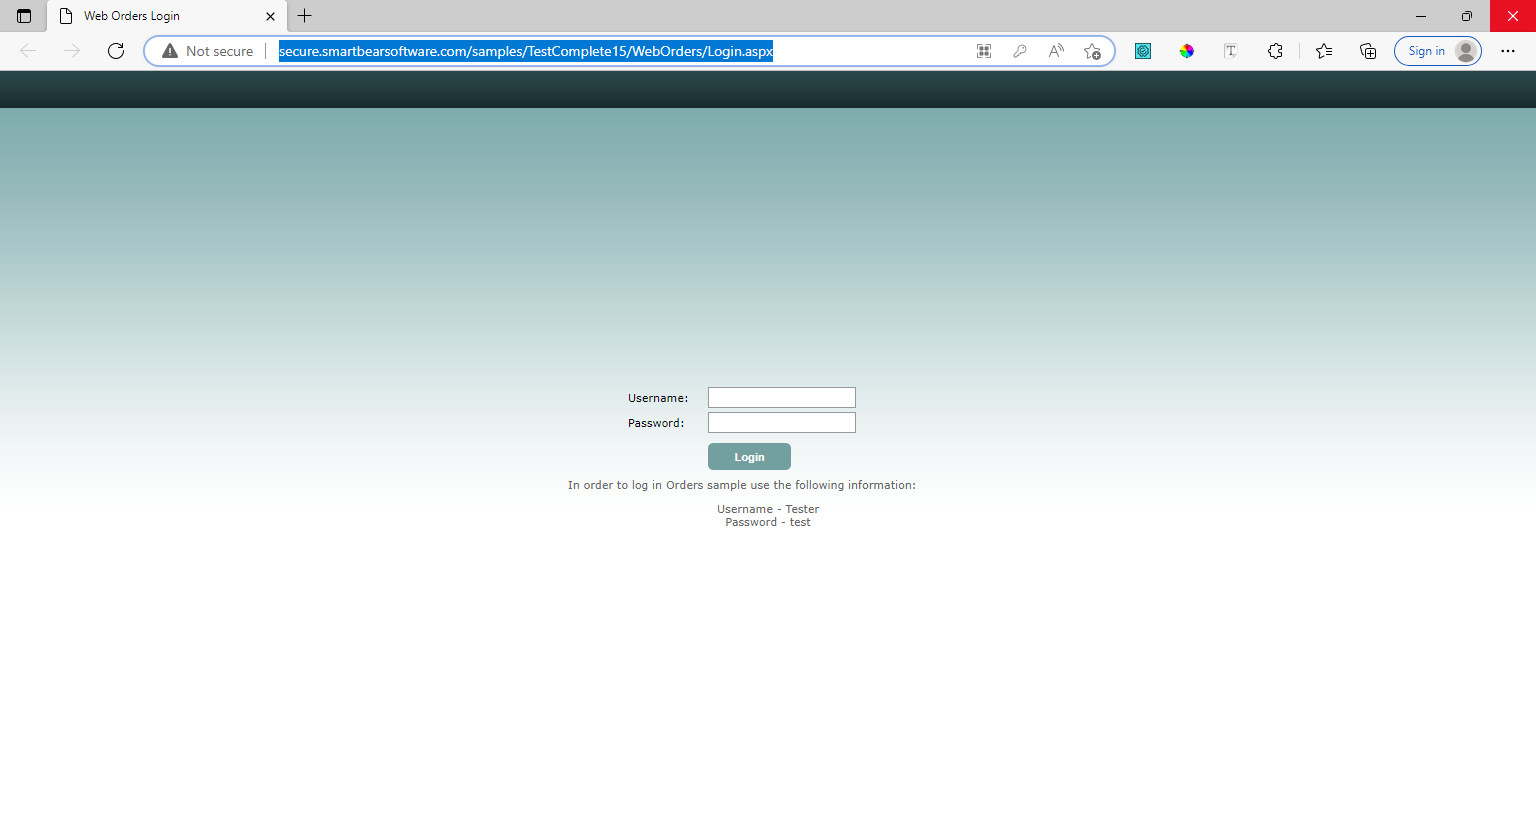 Web Orders Login
Not secure
secure.smartbearsoftware.com/samples/TestComplete15/WebOrders/Login.aspx
A
T
Sign in
Username:
Password:
Login
In order to log in Orders sample use the following information:
Username - Tester
Password - test